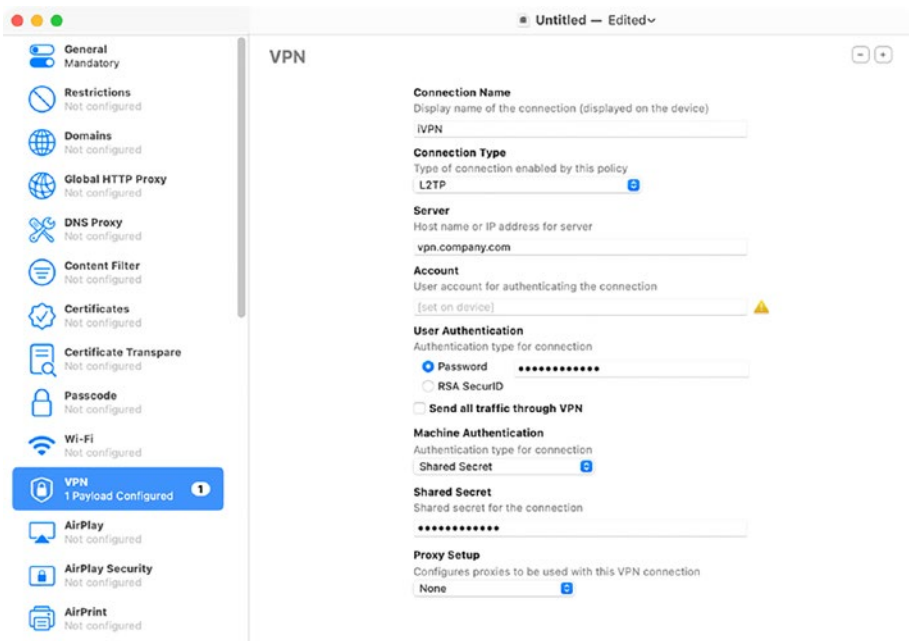 Untitled — Edited
General
Mandatory
Restrictions
Not configured
Domains
Not configured
Global HTTP Proxy
Not configured
DNS Proxy
Not configured
Content Filter
Not configured
Certificates
Not configured
Certificate Transpare
Not configured
Passcode
Not configured
Wi-Fi
Not configured
VPN
1 Payload Configured
1
AirPlay
Not configured
AirPlay Security
Not configured
AirPrint
Not configured
VPN
Connection Name
Display name of the connection (displayed on the device)
iVPN
Connection Type
Type of connection enabled by this policy
L2TP
Server
Host name or IP address for server
vpn.company.com
Account
User account for authenticating the connection
[set on device]
User Authentication
Authentication type for connection
Password ••••••••••••
RSA SecurID
Send all traffic through VPN
Machine Authentication
Authentication type for connection
Shared Secret
Shared Secret
Shared secret for the connection
••••••••••••
Proxy Setup
Configures proxies to be used with this VPN connection
None